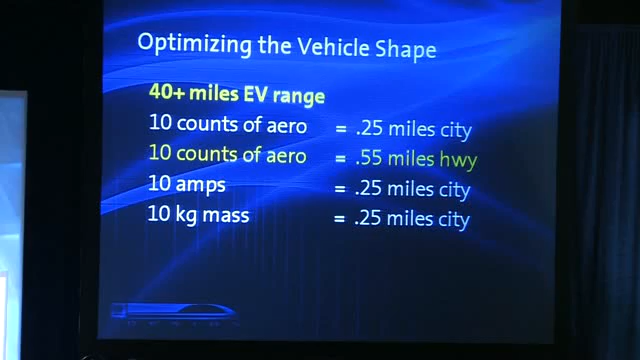 Optimizing the Vehicle Shape
40+ miles EV range
10 counts of aero = .25 miles city
10 counts of aero = .55 miles hwy
10 amps = .25 miles city
10 kg mass = .25 miles city
DESIGN